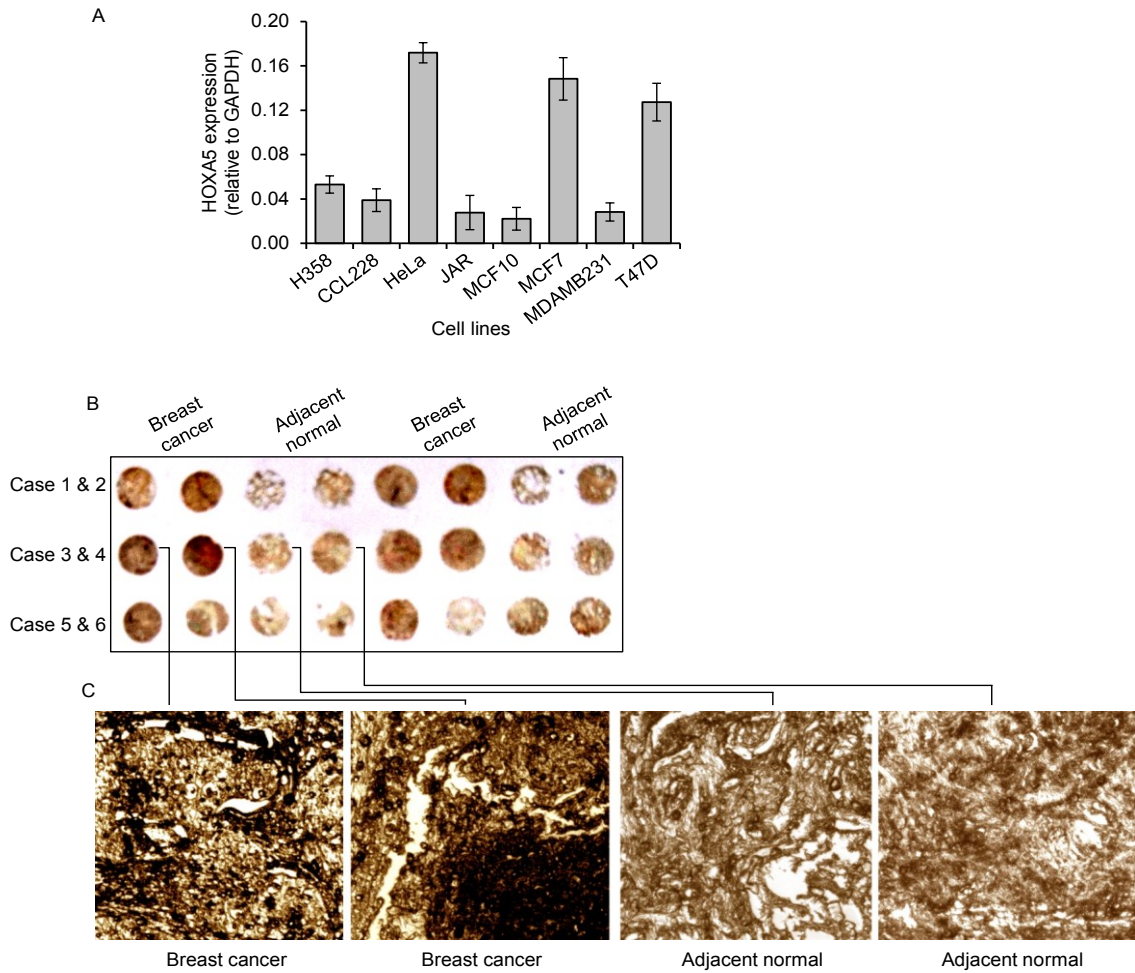 A
HOXA5 expression
(relative to GAPDH)
0.20
0.16
0.12
0.08
0.04
0.00
H358
CCL228
HeLa
JAR
MCF10
MCF7
MDAMB231
T47D
Cell lines
B
Breast
cancer
Adjacent
normal
Breast
cancer
Adjacent
normal
Case 1 & 2
Case 3 & 4
Case 5 & 6
C
Breast cancer
Breast cancer
Adjacent normal
Adjacent normal